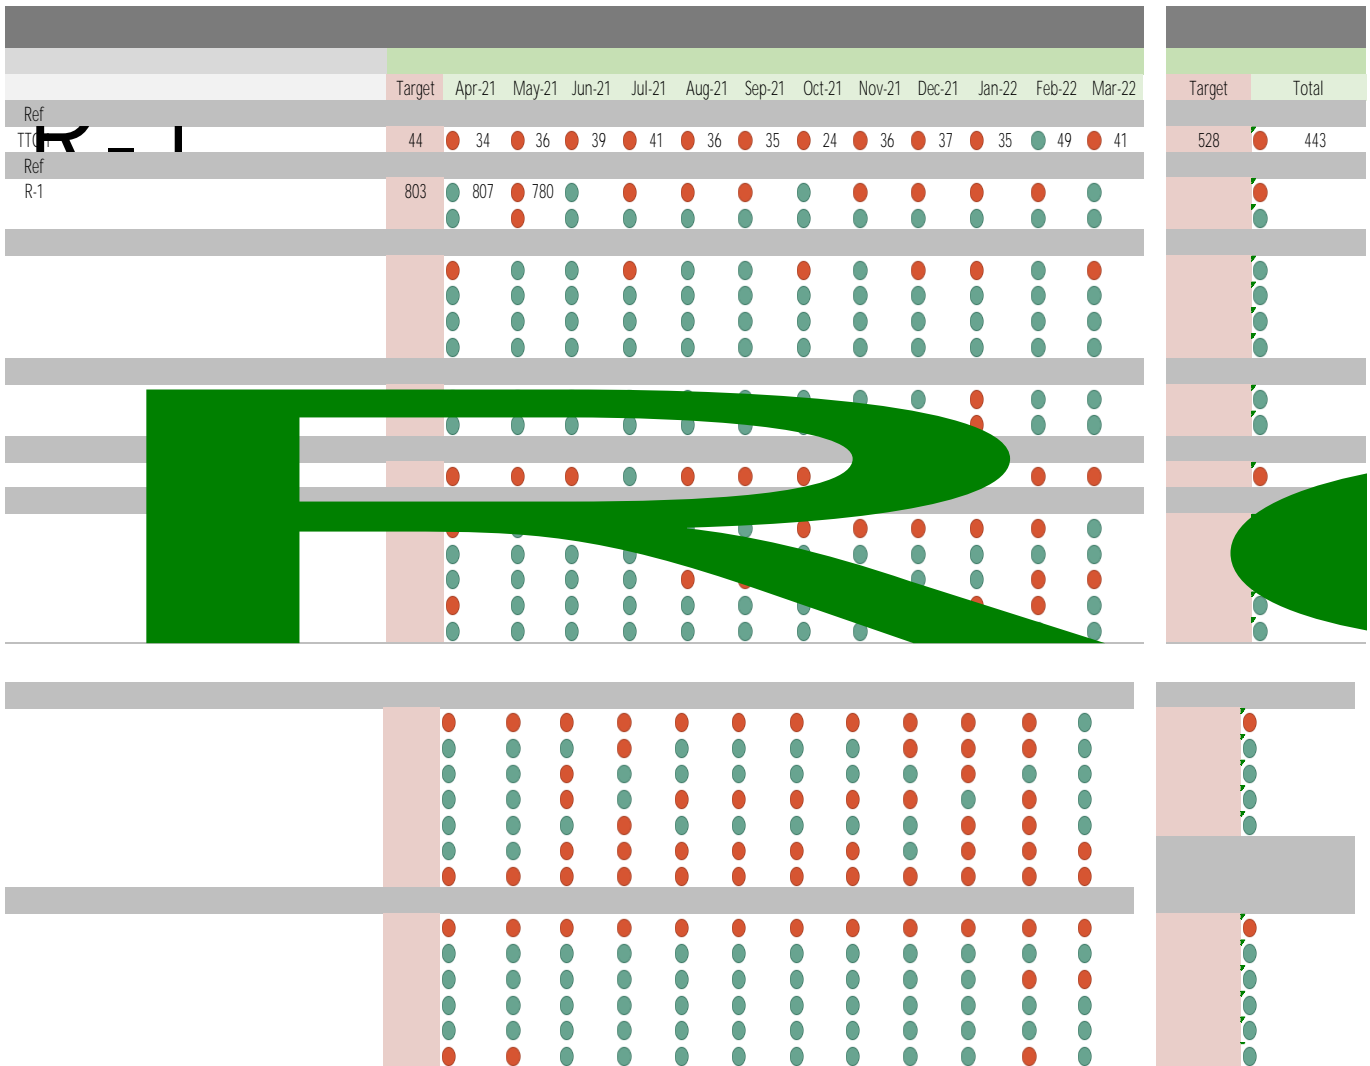 Target Apr-21 May-21 Jun-21 Jul-21 Aug-21 Sep-21 Oct-21 Nov-21 Dec-21 Jan-22 Feb-22 Mar-22 Target Total
Ref
44 34 36 39 41 36 35 24 36 37 35 49 41 528 443
Ref
R-1 803 807 780
R